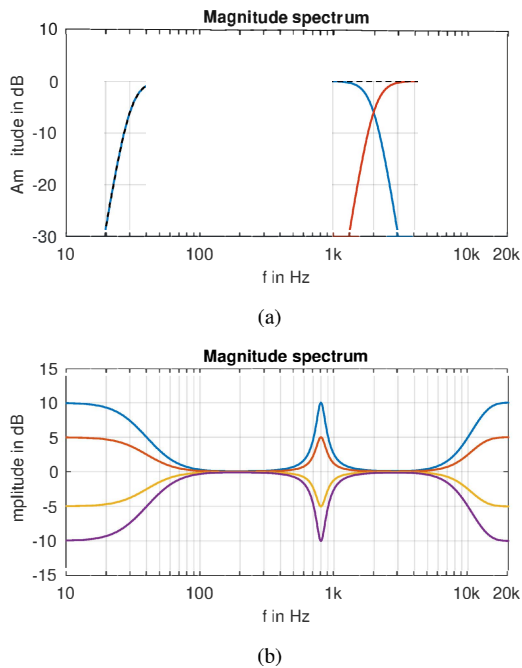 Magnitude spectrum
10
0
-10
-20
-30
Am itude in dB
10 100 1k 10k 20k
f in Hz
(a)
Magnitude spectrum
15
10
5
0
-5
-10
-15
mplitude in dB
10 100 1k 10k 20k
f in Hz
(b)